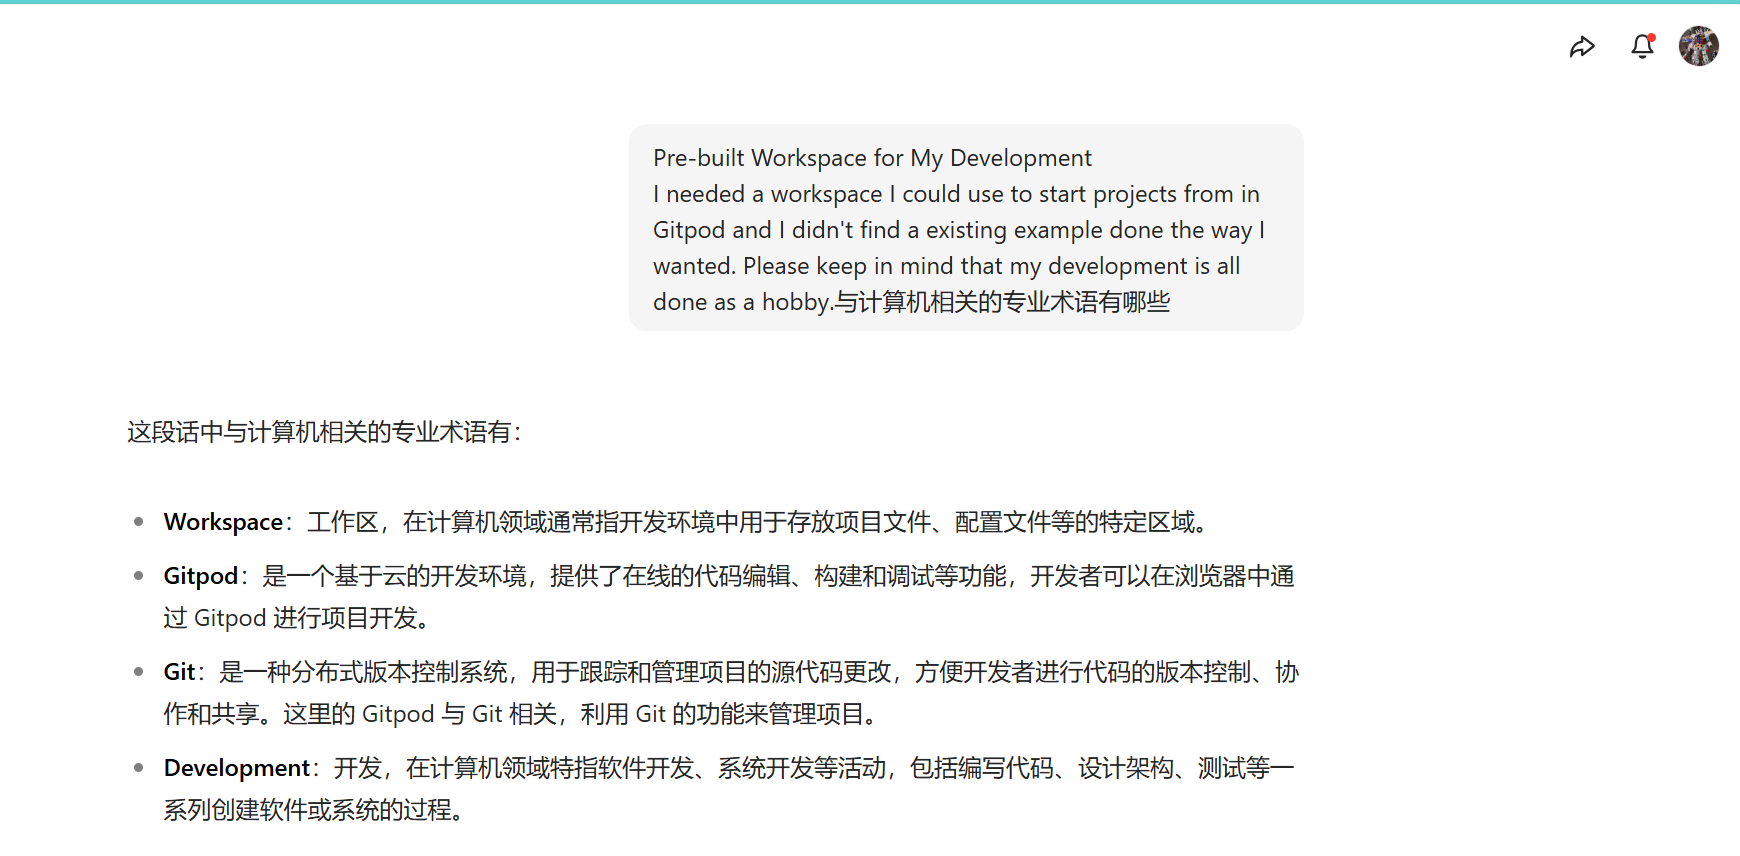 Pre-built Workspace for My Development
I needed a workspace I could use to start projects from in
Gitpod and I didn't find a existing example done the way I
wanted. Please keep in mind that my development is all
done as a hobby.与计算机相关的专业术语有哪些
这段话中与计算机相关的专业术语有：
Workspace：工作区，在计算机领域通常指开发环境中用于存放项目文件、配置文件等的特定区域。
Gitpod：是一个基于云的开发环境，提供了在线的代码编辑、构建和调试等功能，开发者可以在浏览器中通
过 Gitpod 进行项目开发。
Git：是一种分布式版本控制系统，用于跟踪和管理项目的源代码更改，方便开发者进行代码的版本控制、协
作和共享。这里的 Gitpod 与 Git 相关，利用 Git 的功能来管理项目。
Development：开发，在计算机领域特指软件开发、系统开发等活动，包括编写代码、设计架构、测试等一
系列创建软件或系统的过程。